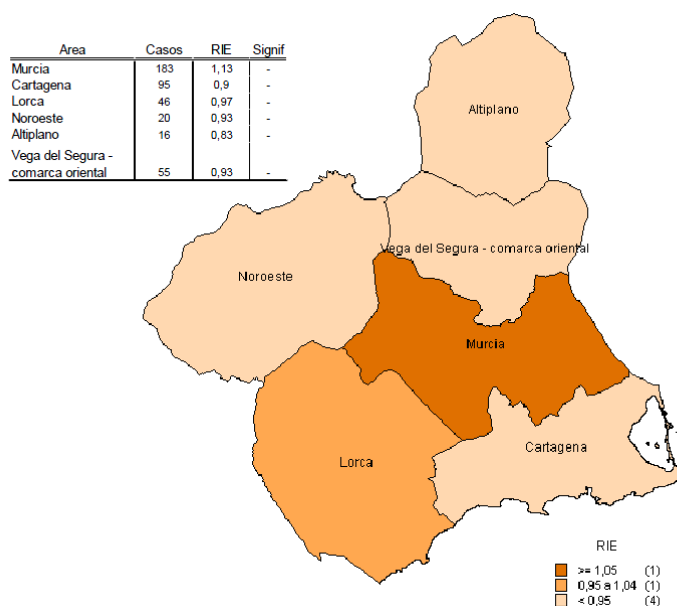 Area Casos RIE Signif
Murcia 183 1,13 -
Cartagena 95 0,9 -
Lorca 46 0,97 -
Noroeste 20 0,93 -
Altiplano 16 0,83 -
Vega del Segura -
comarca oriental 55 0,93 -
Altiplano
Vega del Segura - comarca oriental
Noroeste
Murcia
Cartagena
Lorca
RIE
>= 1,05 (1)
0,95 a 1,04 (1)
< 0,95 (4)